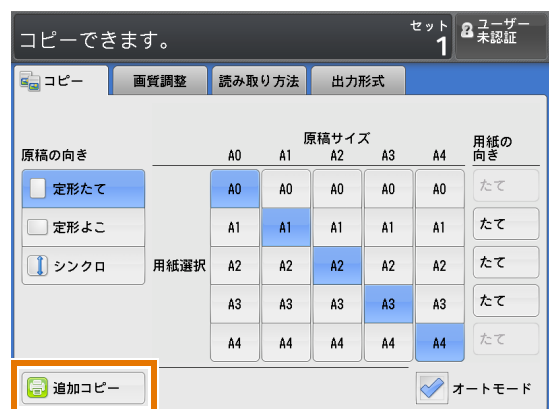 コピーできます。
セット
1
ユーザー
未認証
コピー
画質調整
読み取り方法
出力形式
原稿サイズ
用紙の
向き
原稿の向き
A0 A1 A2 A3 A4
定形たて
A0 A0 A0 A0 A0
たて
定形よこ
A1 A1 A1 A1 A1
たて
シンクロ
用紙選択
A2 A2 A2 A2 A2
たて
A3 A3 A3 A3 A3
たて
A4 A4 A4 A4 A4
たて
追加コピー
オートモード